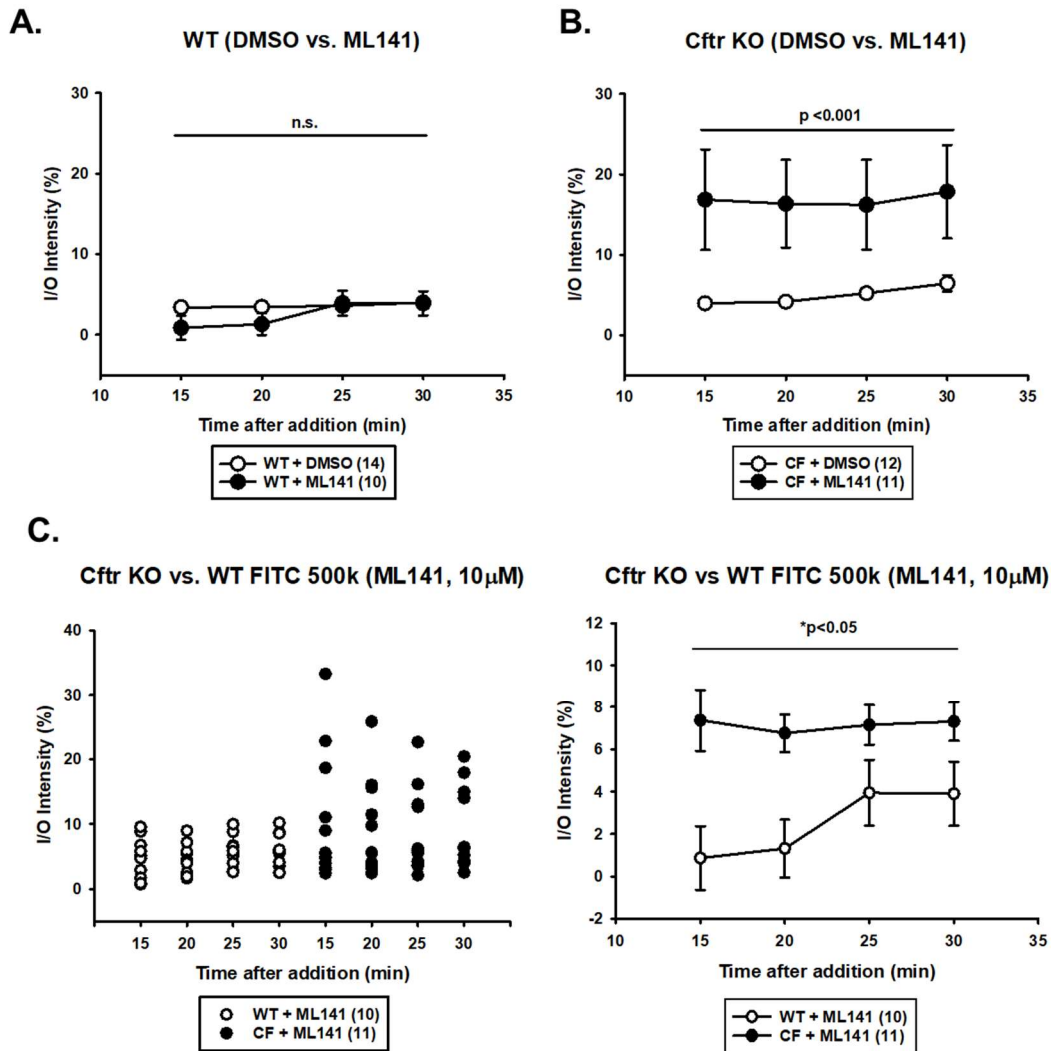 A.
WT (DMSO vs. ML141)
30
20
10
0
I/O Intensity (%)
n.s.
10 15 20 25 30 35
Time after addition (min)
WT + DMSO (14)
WT + ML141 (10)
B.
Cftr KO (DMSO vs. ML141)
30
20
10
0
I/O Intensity (%)
p <0.001
10 15 20 25 30 35
Time after addition (min)
CF + DMSO (12)
CF + ML141 (11)
C.
Cftr KO vs. WT FITC 500k (ML141, 10μM)
40
30
20
10
0
I/O Intensity (%)
15 20 25 30 15 20 25 30
Time after addition (min)
WT + ML141 (10)
CF + ML141 (11)
Cftr KO vs WT FITC 500k (ML141, 10μM)
12
10
8
6
4
2
0
-2
I/O Intensity (%)
*p<0.05
10 15 20 25 30 35
Time after addition (min)
WT + ML141 (10)
CF + ML141 (11)